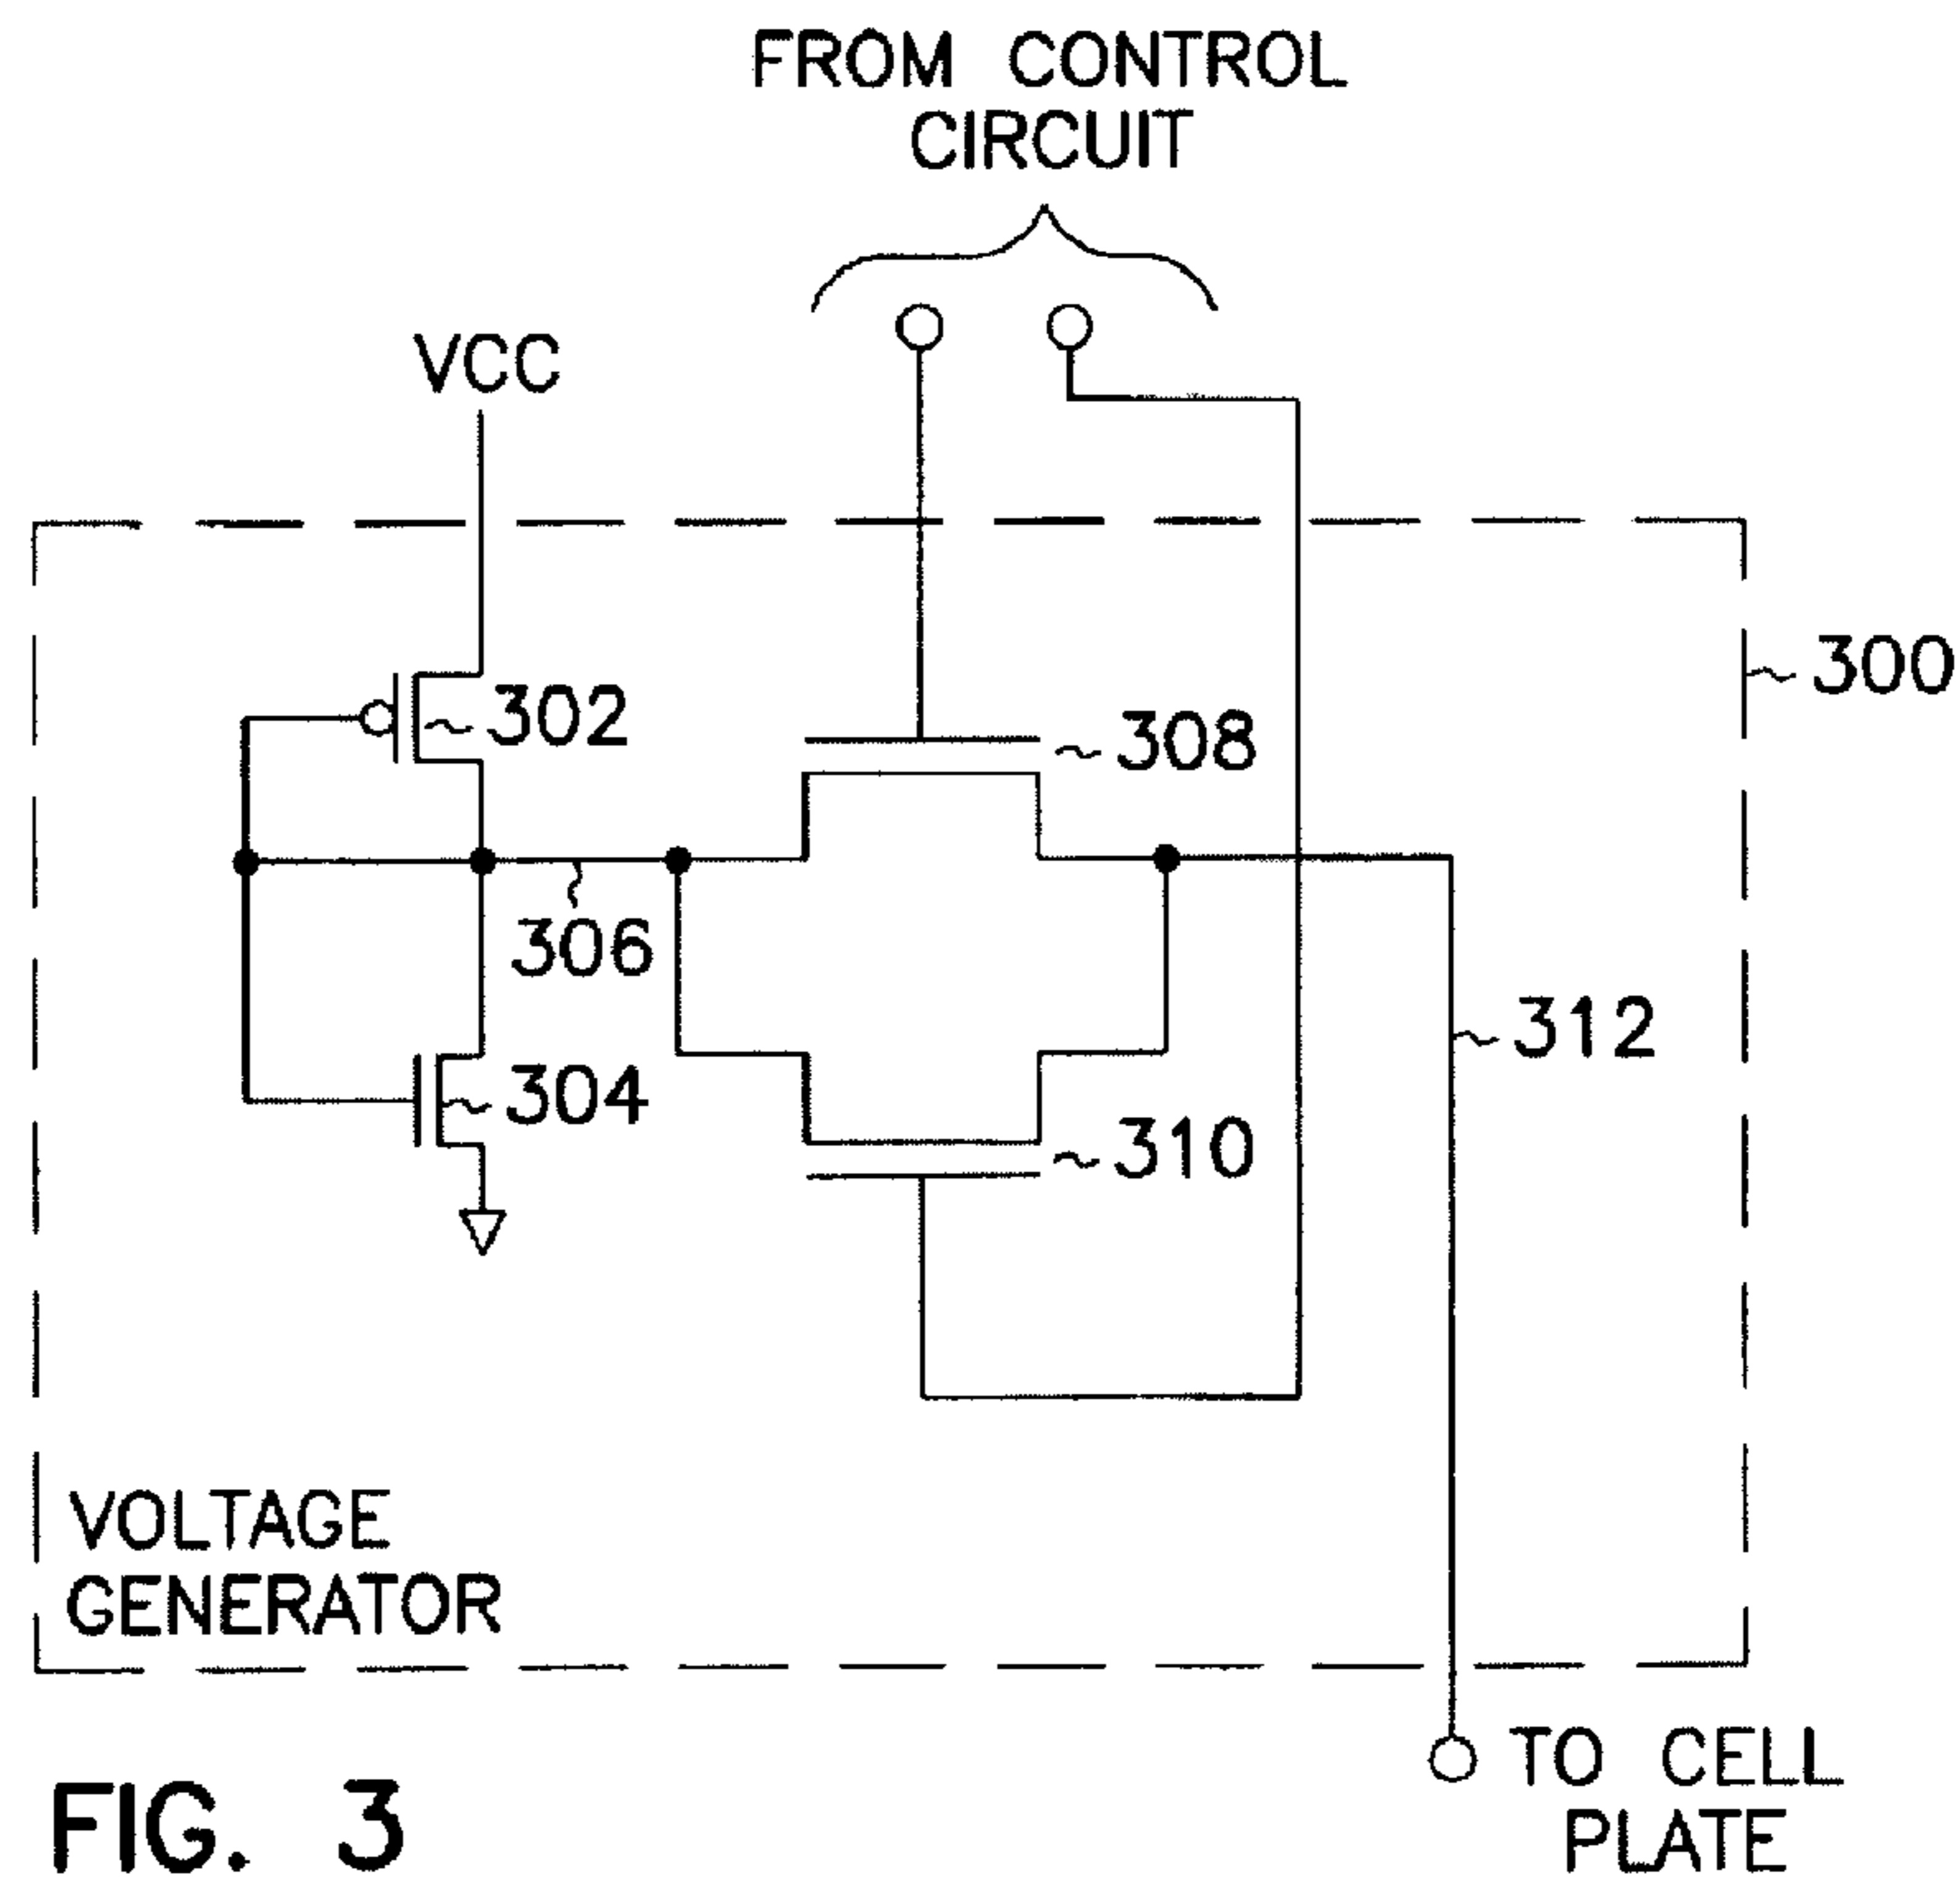 FROM CONTROL
CIRCUIT
VCC
300
302
308
306
312
304
310
VOLTAGE
GENERATOR
TO CELL
PLATE
FIG. 3